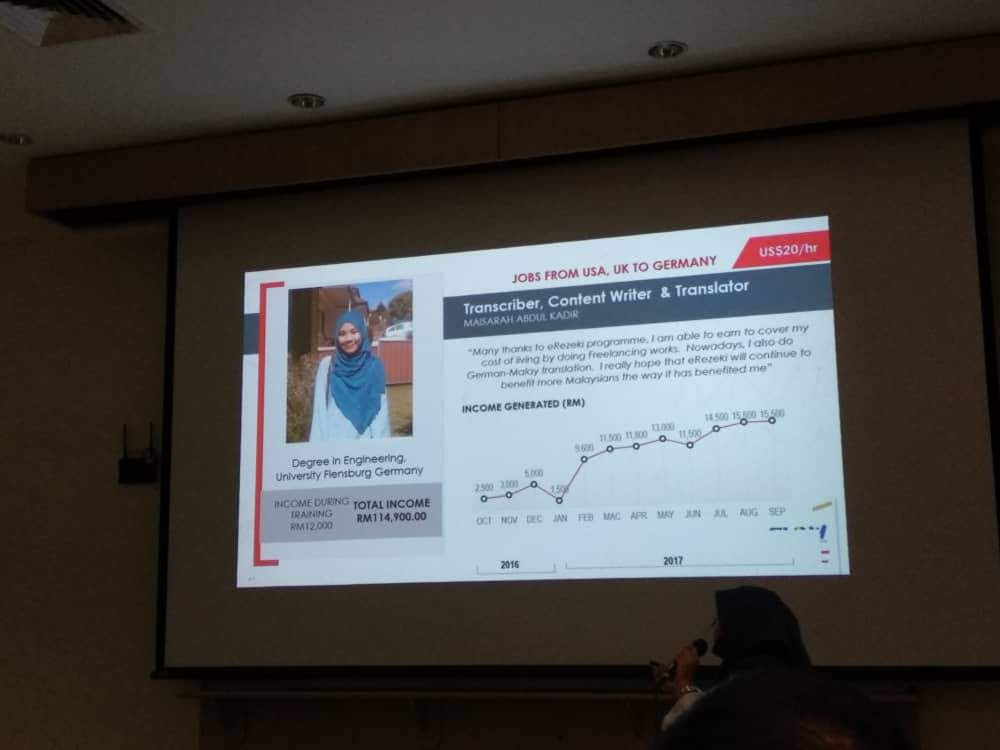 JOBS FROM USA, UK TO GERMANY
US$20/hr
Transcriber, Content Writer & Translator
MAISARAH ABDUL KADIR
"Many thanks to eRezeki programme, I am able to earn to cover my
cost of living by doing Freelancing works. Nowadays, I also do
German-Malay translation. I really hope that eRezeki will continue to
benefit more Malaysians the way it has benefited me"
Degree in Engineering,
University Flensburg Germany
INCOME DURING
TRAINING
RM12,000
TOTAL INCOME
RM114,900.00
INCOME GENERATED (RM)
2,500 3,000 5,000 1,500 9,600 11,500 11,800 13,000 11,500 14,500 15,500 15,500
OCT NOV DEC JAN FEB MAC APR MAY JUN JUL AUG SEP
2016 2017